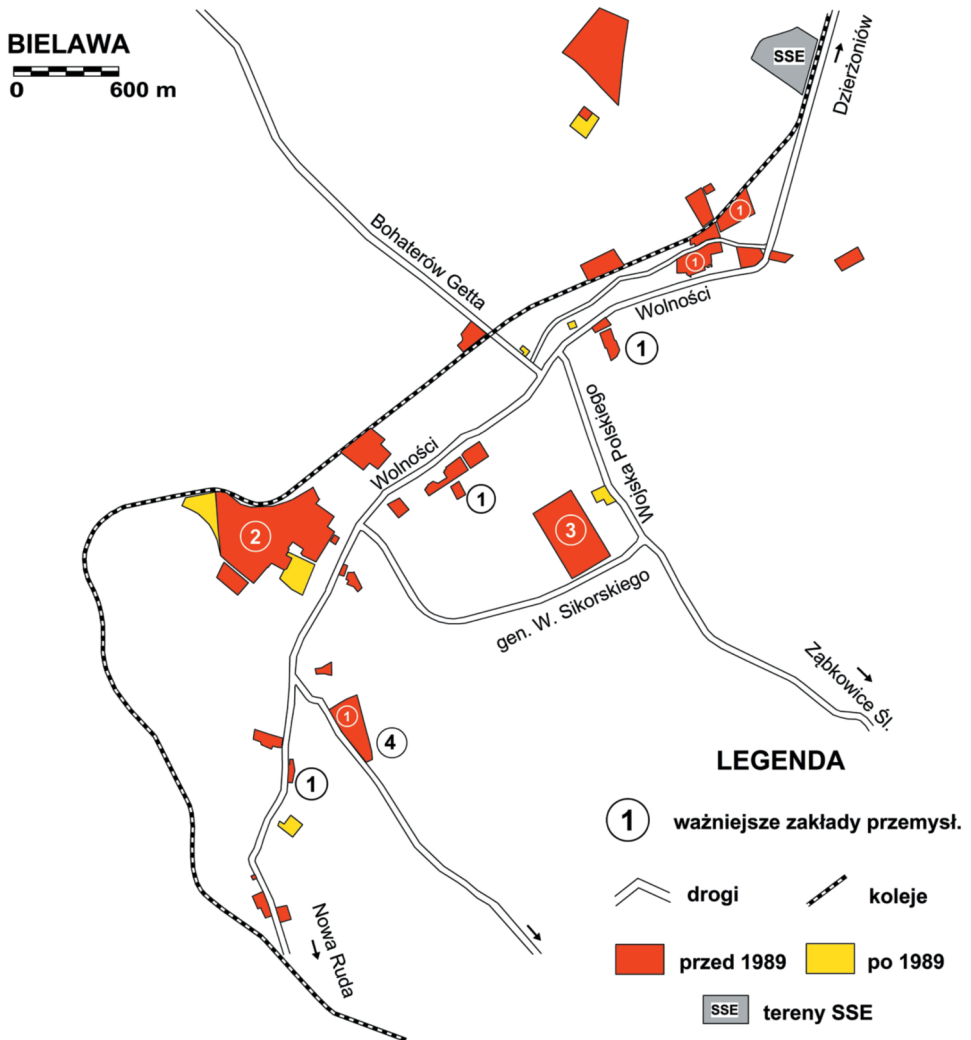 BIELAWA
0 600 m
SSE
Dzierżoniów
Bohaterów Getta
1
1
Wolności
1
Wojska Polskiego
Wolności
1
2
3
gen. W. Sikorskiego
Ząbkowice Śl.
1
4
1
Nowa Ruda
LEGENDA
1 ważniejsze zakłady przemysł.
drogi
koleje
przed 1989
po 1989
SSE tereny SSE